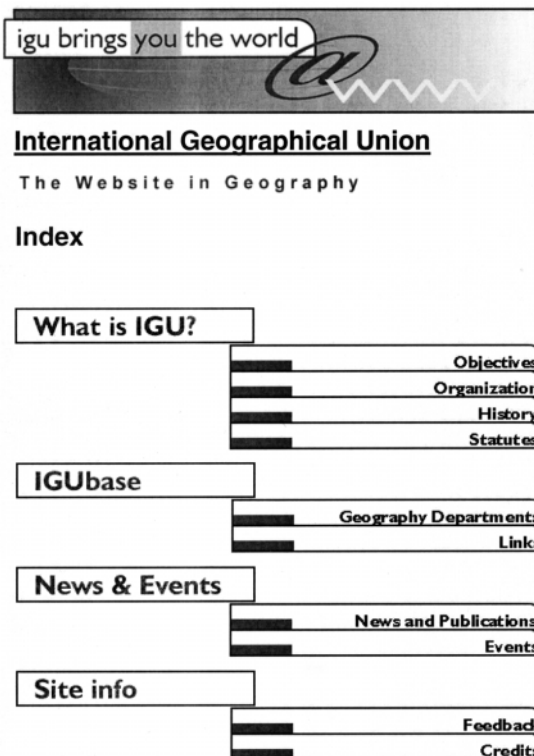 igu brings you the world
@
International Geographical Union
The Website in Geography
Index
What is IGU?
Objectives
Organization
History
Statutes
IGUbase
Geography Departments
Links
News & Events
News and Publications
Events
Site info
Feedback
Credits